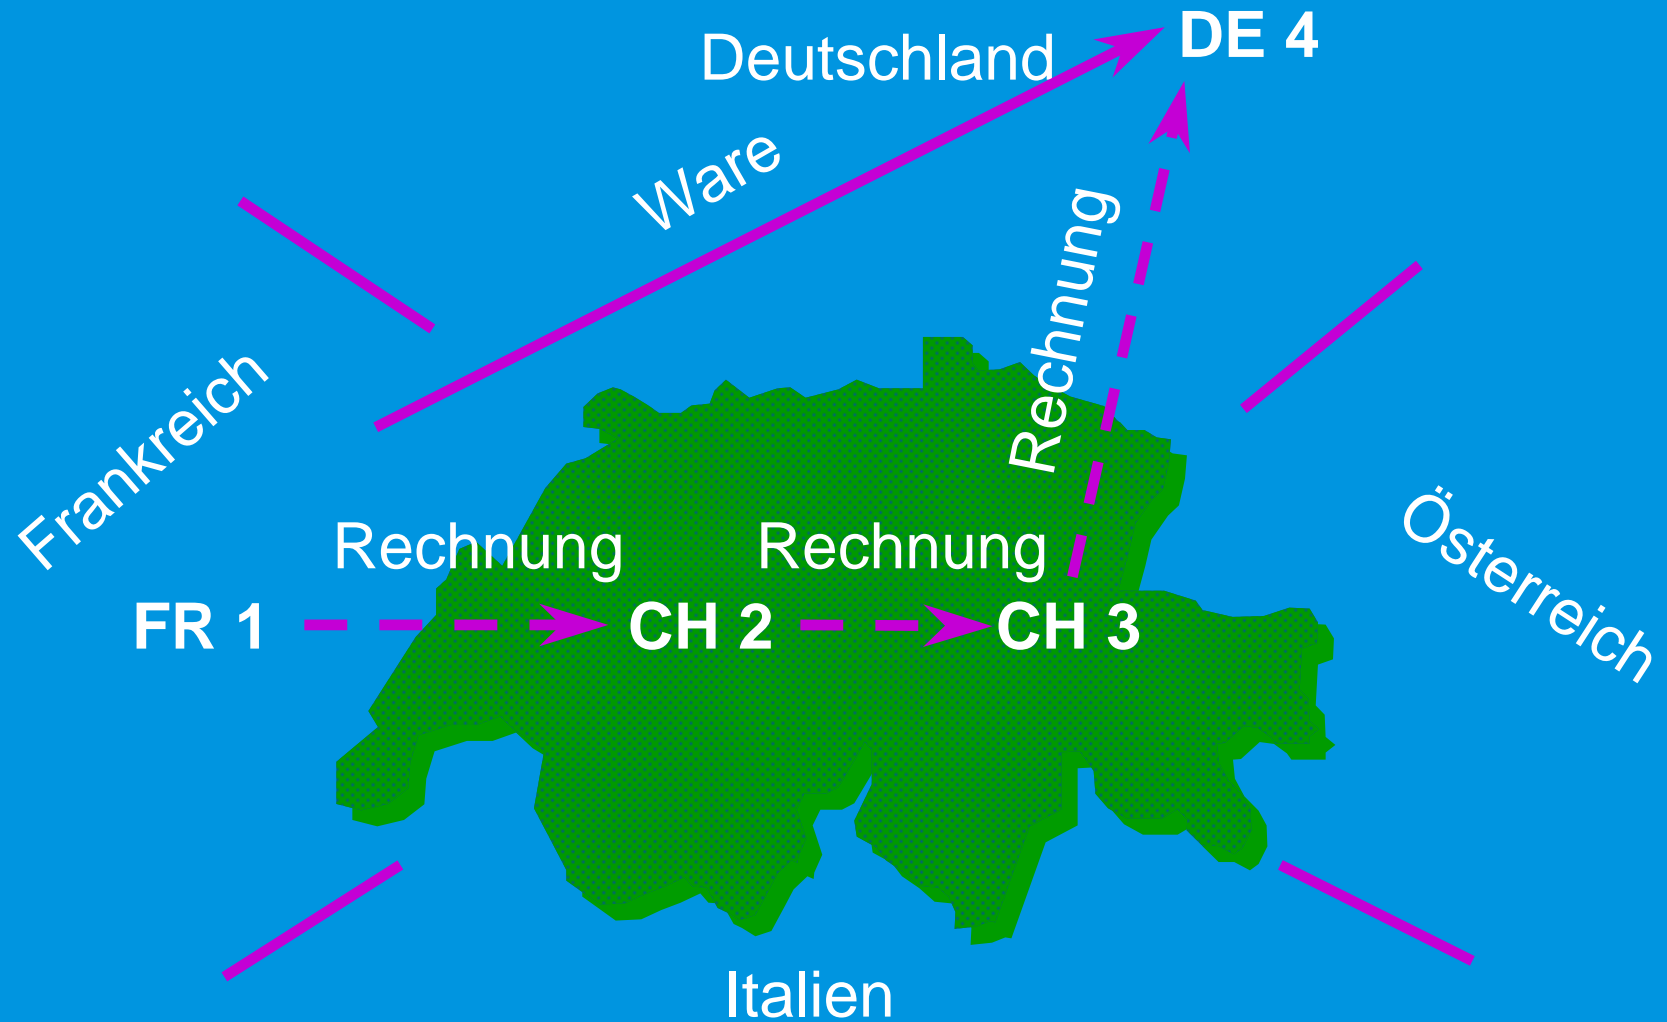 DE 4
Deutschland
Ware
Rechnung
Frankreich
Österreich
Rechnung
Rechnung
FR 1
CH 2
CH 3
Italien